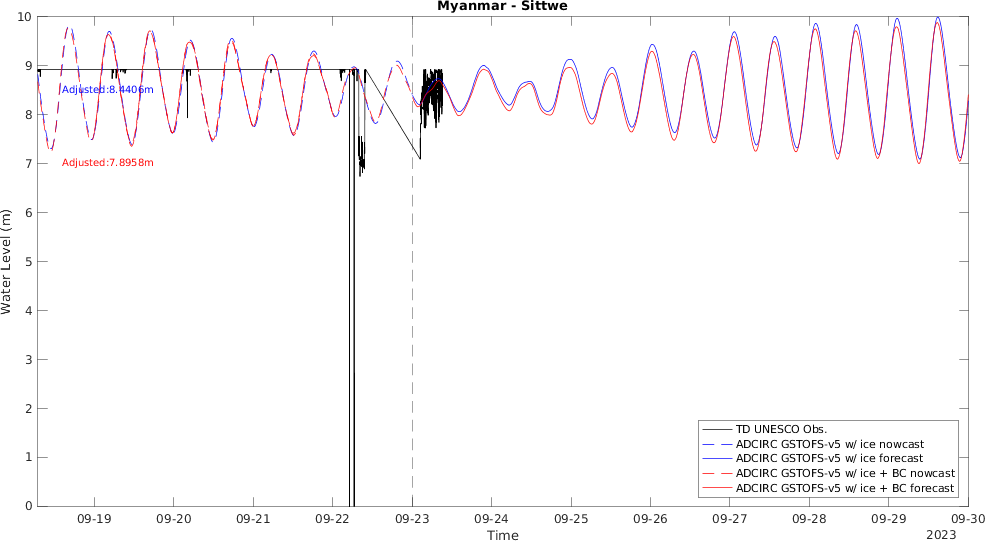 Myanmar - Sittwe
Water Level (m)
10
9
8
7
6
5
4
3
2
1
0
Adjusted:8.4406m
Adjusted:7.8958m
TD UNESCO Obs.
ADCIRC GSTOFS-v5 w/ ice nowcast
ADCIRC GSTOFS-v5 w/ ice forecast
ADCIRC GSTOFS-v5 w/ ice + BC nowcast
ADCIRC GSTOFS-v5 w/ ice + BC forecast
09-19 09-20 09-21 09-22 09-23 09-24 09-25 09-26 09-27 09-28 09-29 09-30
Time
2023